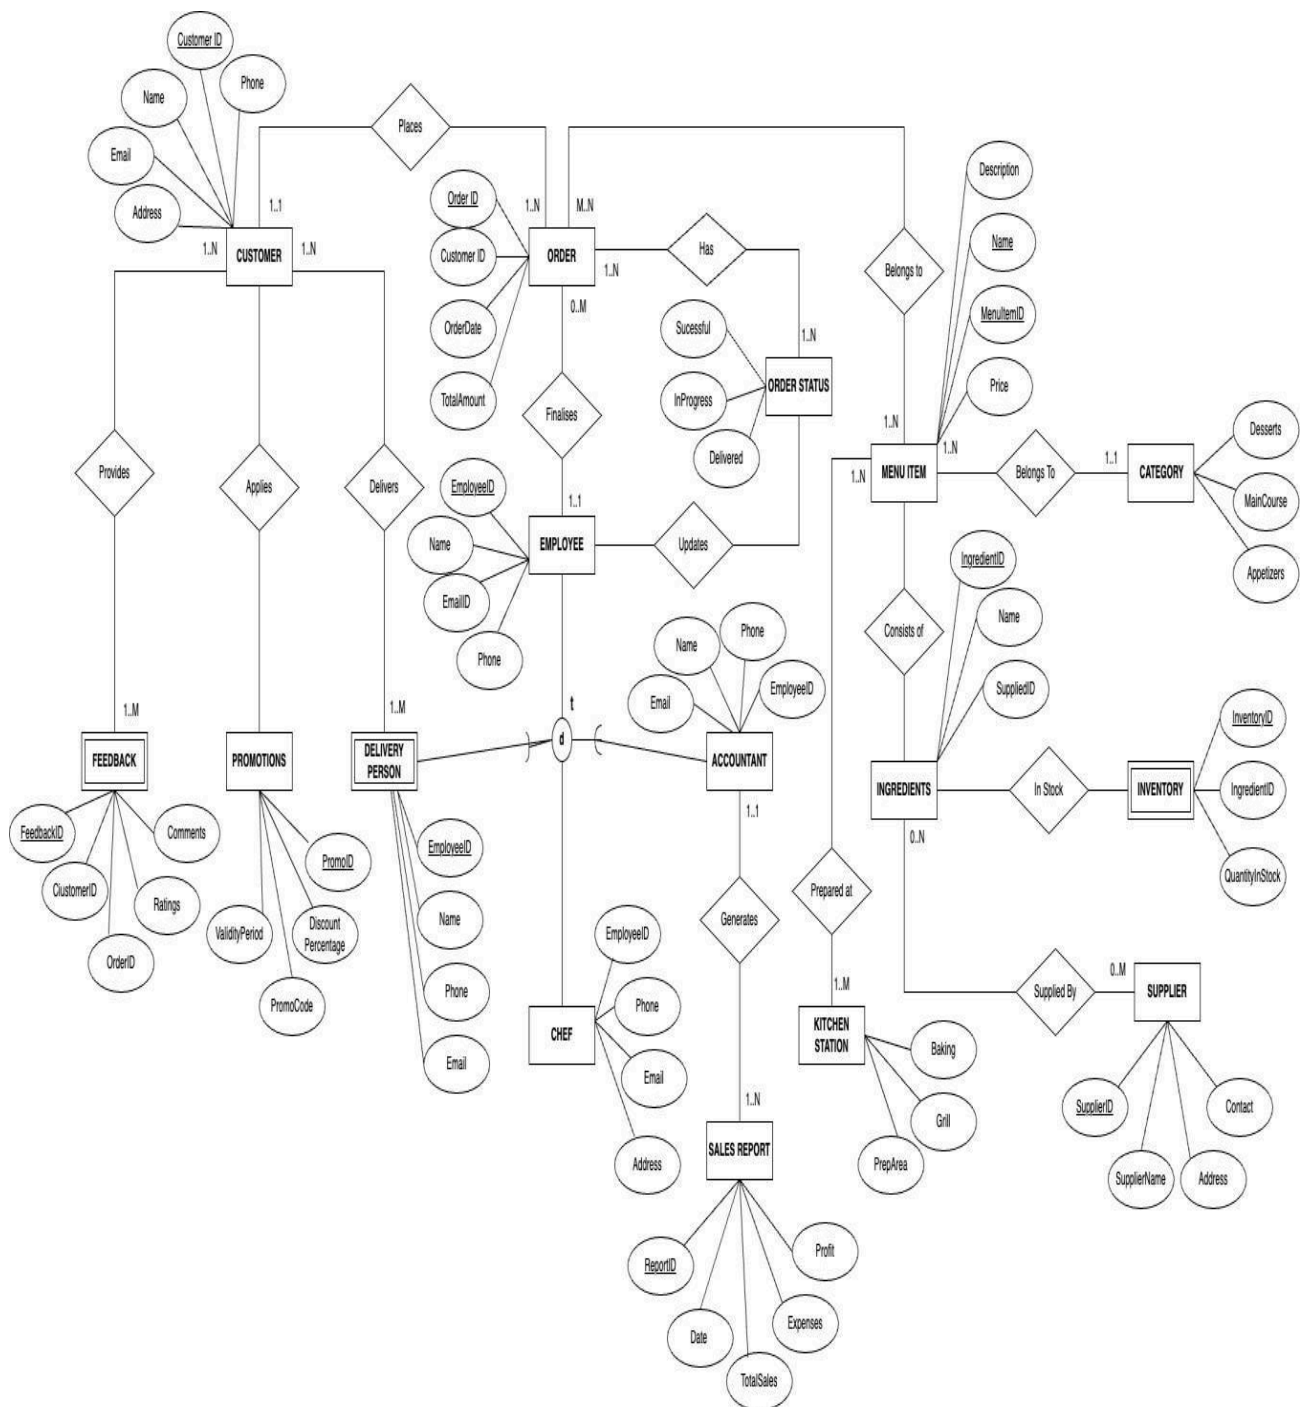 Customer ID
Phone
Name
Email
Address
Places
1..1
1..N
M..N
1..N
1..N
CUSTOMER
Order ID
Customer ID
OrderDate
TotalAmount
ORDER
1..N
0..M
Has
Belongs to
Description
Name
MenuItemID
Price
Sucessful
InProgress
Delivered
1..N
ORDER STATUS
Finalises
Provides
Applies
Delivers
EmployeeID
Name
EmailID
Phone
1..1
EMPLOYEE
Updates
1..N
1..N
1..N
MENU ITEM
Belongs To
1..1
CATEGORY
Desserts
MainCourse
Appetizers
Consists of
IngredientID
Name
SuppliedID
Name
Phone
Email
EmployeeID
t
d
1..M
1..M
FEEDBACK
PROMOTIONS
DELIVERY
PERSON
ACCOUNTANT
1..1
INGREDIENTS
0..N
In Stock
INVENTORY
InventoryID
IngredientID
QuantityInStock
FeedbackID
Comments
CiustomerID
Ratings
OrderID
PromoID
ValidityPeriod
Discount
Percentage
PromoCode
EmployeeID
Name
Phone
Email
EmployeeID
Phone
Email
Address
CHEF
Generates
Prepared at
1..M
KITCHEN
STATION
Baking
Grill
PrepArea
Supplied By
0..M
SUPPLIER
SupplierID
Contact
SupplierName
Address
1..N
SALES REPORT
ReportID
Profit
Date
Expenses
TotalSales